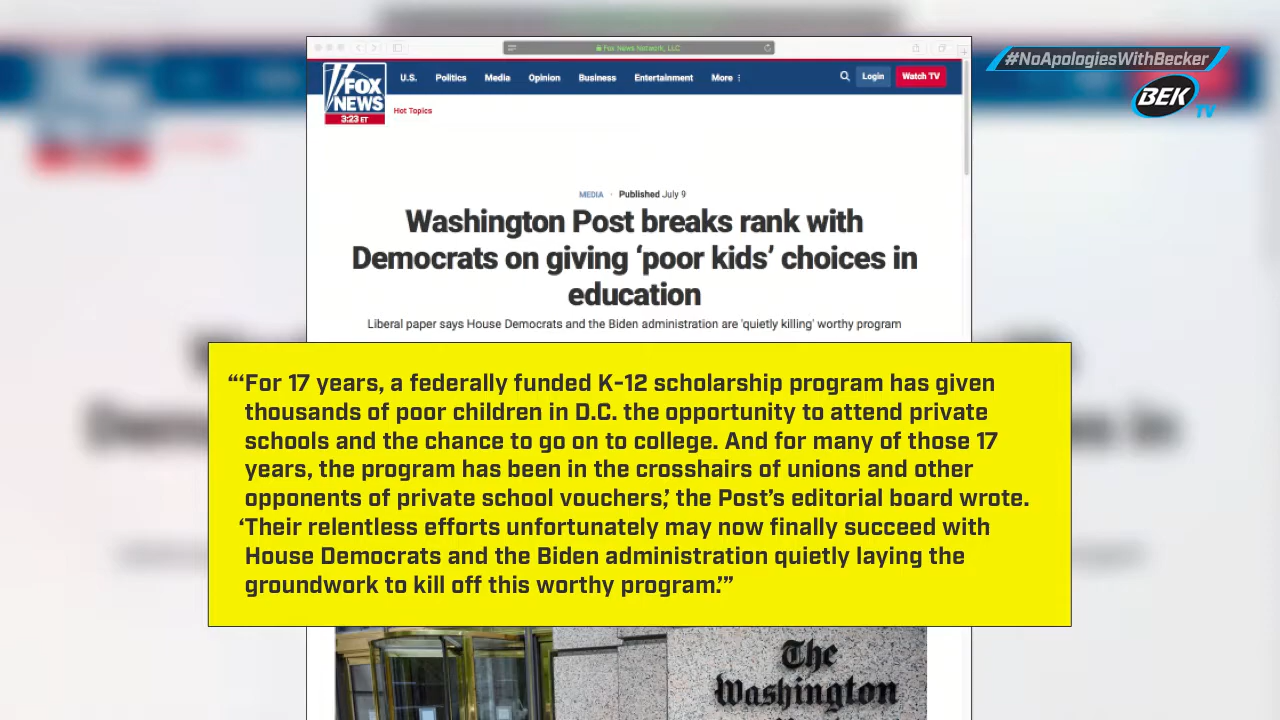 #NoApologiesWithBecker
BEK
TV
Fox News Network, LLC
FOX
NEWS
3:23 ET
U.S. Politics Media Opinion Business Entertainment More
Login Watch TV
Hot Topics
MEDIA · Published July 9
Washington Post breaks rank with
Democrats on giving ‘poor kids’ choices in
education
Liberal paper says House Democrats and the Biden administration are 'quietly killing' worthy program
“‘For 17 years, a federally funded K-12 scholarship program has given
thousands of poor children in D.C. the opportunity to attend private
schools and the chance to go on to college. And for many of those 17
years, the program has been in the crosshairs of unions and other
opponents of private school vouchers,’ the Post’s editorial board wrote.
‘Their relentless efforts unfortunately may now finally succeed with
House Democrats and the Biden administration quietly laying the
groundwork to kill off this worthy program.’”
The
Washington